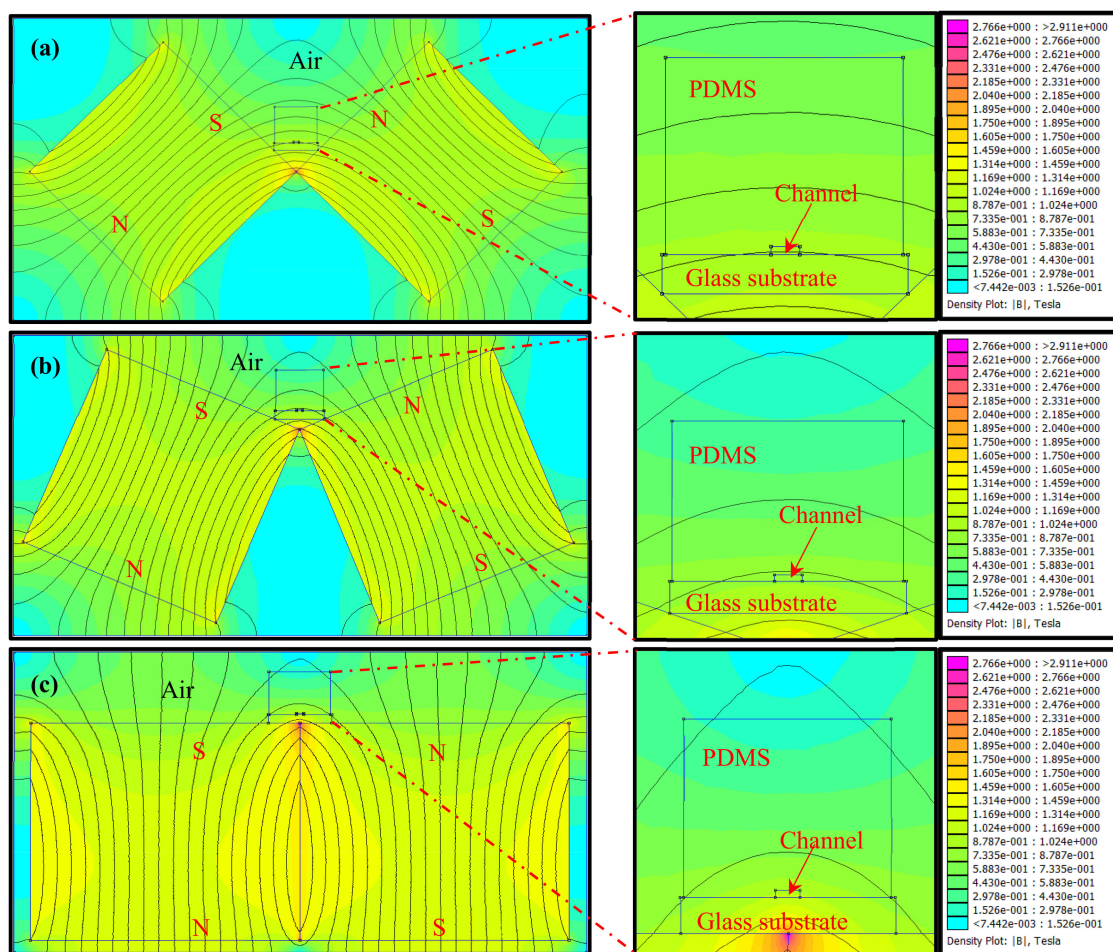 (a)
Air
S
N
N
S
PDMS
Channel
Glass substrate
2.766e+000 : >2.911e+000
2.621e+000 : 2.766e+000
2.476e+000 : 2.621e+000
2.331e+000 : 2.476e+000
2.185e+000 : 2.331e+000
2.040e+000 : 2.185e+000
1.895e+000 : 2.040e+000
1.750e+000 : 1.895e+000
1.605e+000 : 1.750e+000
1.459e+000 : 1.605e+000
1.314e+000 : 1.459e+000
1.169e+000 : 1.314e+000
1.024e+000 : 1.169e+000
8.787e-001 : 1.024e+000
7.335e-001 : 8.787e-001
5.883e-001 : 7.335e-001
4.430e-001 : 5.883e-001
2.978e-001 : 4.430e-001
1.526e-001 : 2.978e-001
<7.442e-003 : 1.526e-001
Density Plot: |B|, Tesla
(b)
Air
S
N
N
S
PDMS
Channel
Glass substrate
2.766e+000 : >2.911e+000
2.621e+000 : 2.766e+000
2.476e+000 : 2.621e+000
2.331e+000 : 2.476e+000
2.185e+000 : 2.331e+000
2.040e+000 : 2.185e+000
1.895e+000 : 2.040e+000
1.750e+000 : 1.895e+000
1.605e+000 : 1.750e+000
1.459e+000 : 1.605e+000
1.314e+000 : 1.459e+000
1.169e+000 : 1.314e+000
1.024e+000 : 1.169e+000
8.787e-001 : 1.024e+000
7.335e-001 : 8.787e-001
5.883e-001 : 7.335e-001
4.430e-001 : 5.883e-001
2.978e-001 : 4.430e-001
1.526e-001 : 2.978e-001
<7.442e-003 : 1.526e-001
Density Plot: |B|, Tesla
(c)
Air
S
N
N
S
PDMS
Channel
Glass substrate
2.766e+000 : >2.911e+000
2.621e+000 : 2.766e+000
2.476e+000 : 2.621e+000
2.331e+000 : 2.476e+000
2.185e+000 : 2.331e+000
2.040e+000 : 2.185e+000
1.895e+000 : 2.040e+000
1.750e+000 : 1.895e+000
1.605e+000 : 1.750e+000
1.459e+000 : 1.605e+000
1.314e+000 : 1.459e+000
1.169e+000 : 1.314e+000
1.024e+000 : 1.169e+000
8.787e-001 : 1.024e+000
7.335e-001 : 8.787e-001
5.883e-001 : 7.335e-001
4.430e-001 : 5.883e-001
2.978e-001 : 4.430e-001
1.526e-001 : 2.978e-001
<7.442e-003 : 1.526e-001
Density Plot: |B|, Tesla